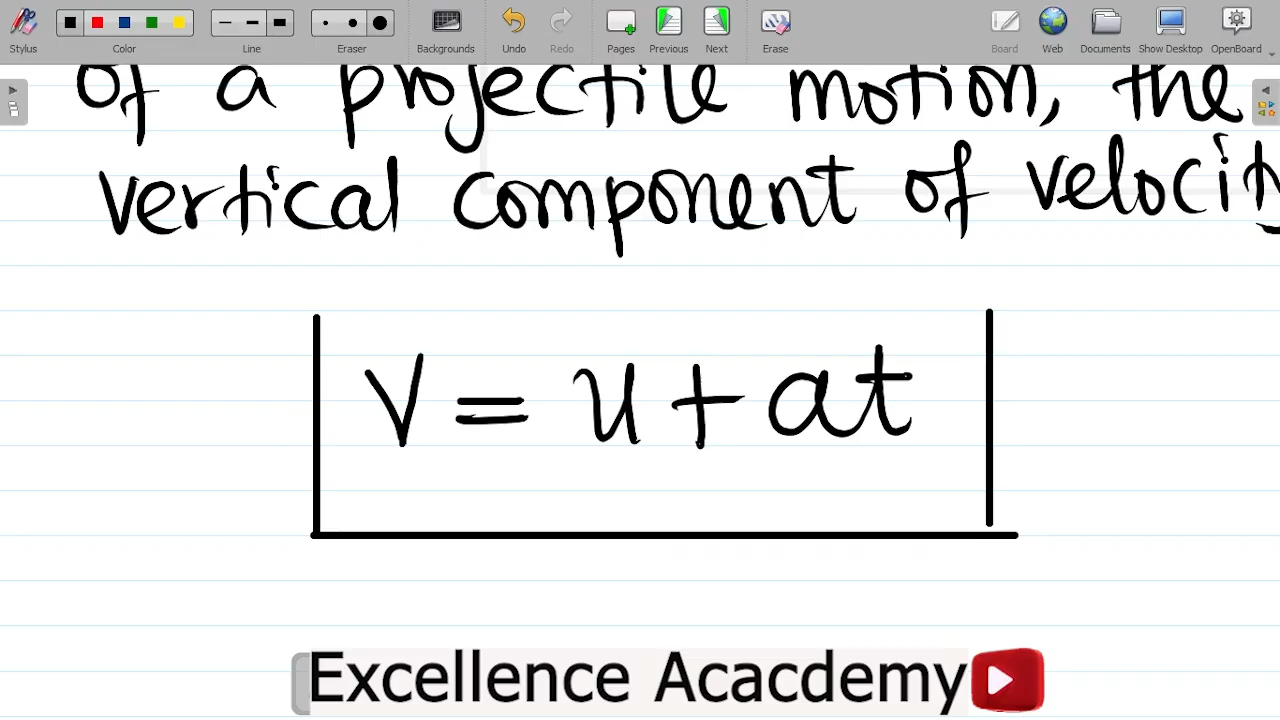 Stylus Color Line Eraser Backgrounds Undo Redo Pages Previous Next Erase Board Web Documents Show Desktop OpenBoard
of a projectile motion, the
vertical component of velocity
v = u + at
Excellence Acacdemy